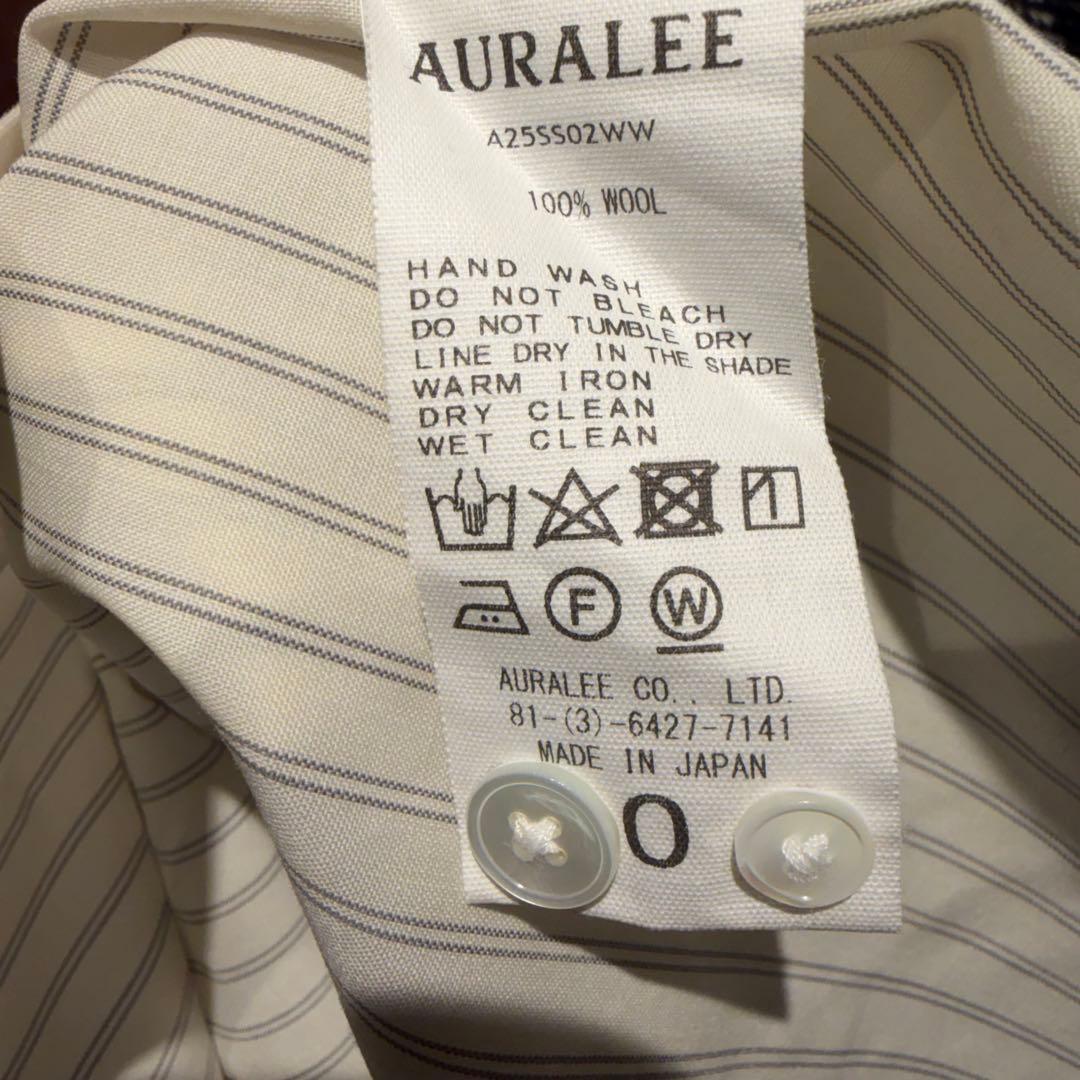 AURALEE
A25SS02WW
100% WOOL
HAND WASH
DO NOT BLEACH
DO NOT TUMBLE DRY
LINE DRY IN THE SHADE
WARM IRON
DRY CLEAN
WET CLEAN
F W
AURALEE CO., LTD.
81-(3)-6427-7141
MADE IN JAPAN
0